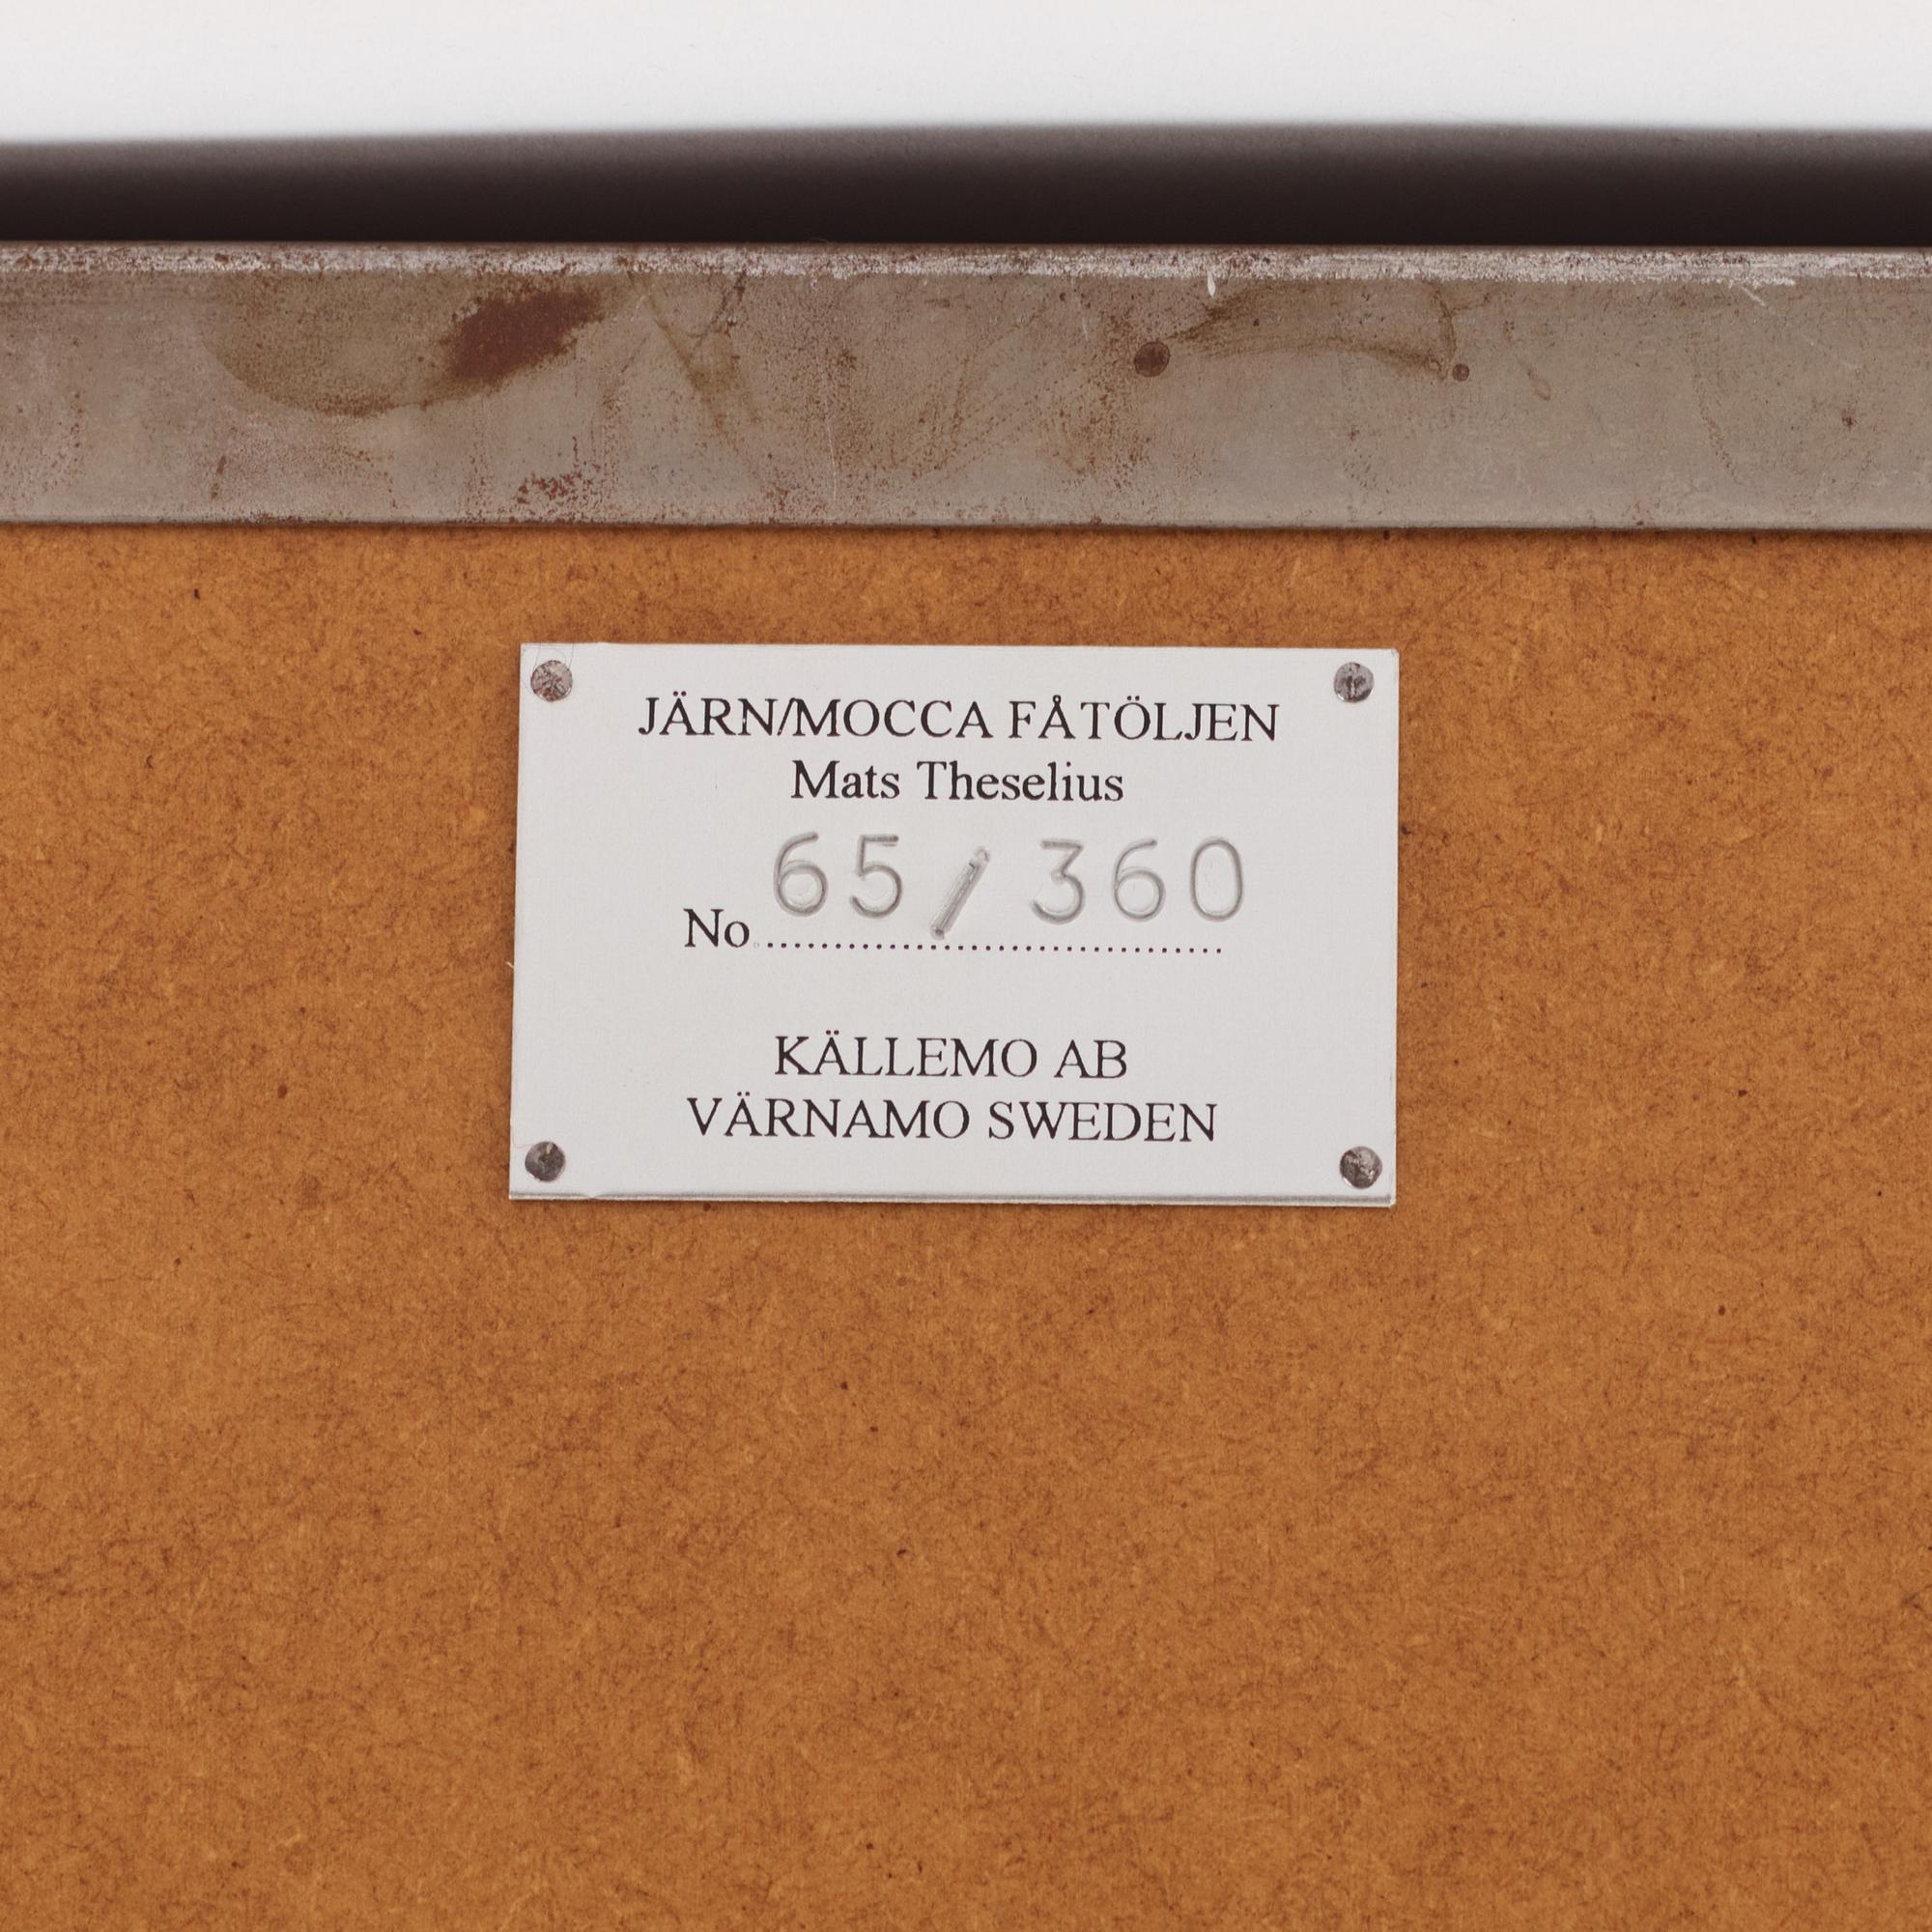 JÄRN/MOCCA FÅTÖLJEN
Mats Theselius
No. 65/360
KÄLLEMO AB
VÄRNAMO SWEDEN